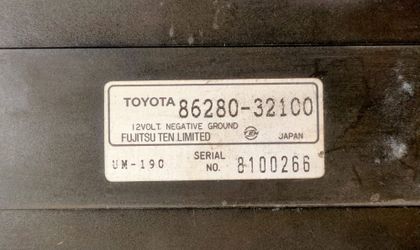 TOYOTA 86280-32100
12VOLT NEGATIVE GROUND
FUJITSU TEN LIMITED JAPAN
UM-190 SERIAL NO. 8100266